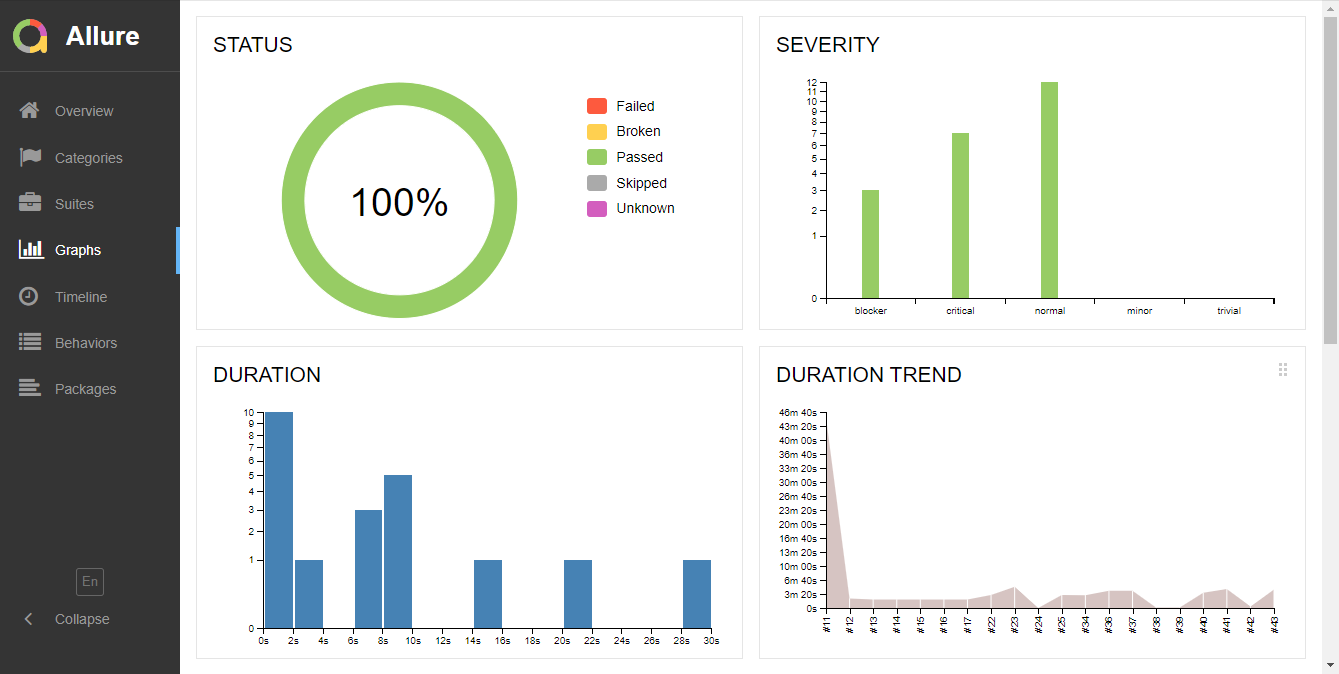 Allure
Overview
Categories
Suites
Graphs
Timeline
Behaviors
Packages
En
Collapse
STATUS
100%
Failed
Broken
Passed
Skipped
Unknown
SEVERITY
12
11
10
9
8
7
6
5
4
3
2
1
0
blocker critical normal minor trivial
DURATION
10
9
8
7
6
5
4
3
2
1
0
0s 2s 4s 6s 8s 10s 12s 14s 16s 18s 20s 22s 24s 26s 28s 30s
DURATION TREND
46m 40s
43m 20s
40m 00s
36m 40s
33m 20s
30m 00s
26m 40s
23m 20s
20m 00s
16m 40s
13m 20s
10m 00s
6m 40s
3m 20s
0s
#11 #12 #13 #14 #15 #16 #17 #22 #23 #24 #25 #34 #36 #37 #38 #39 #40 #41 #42 #43